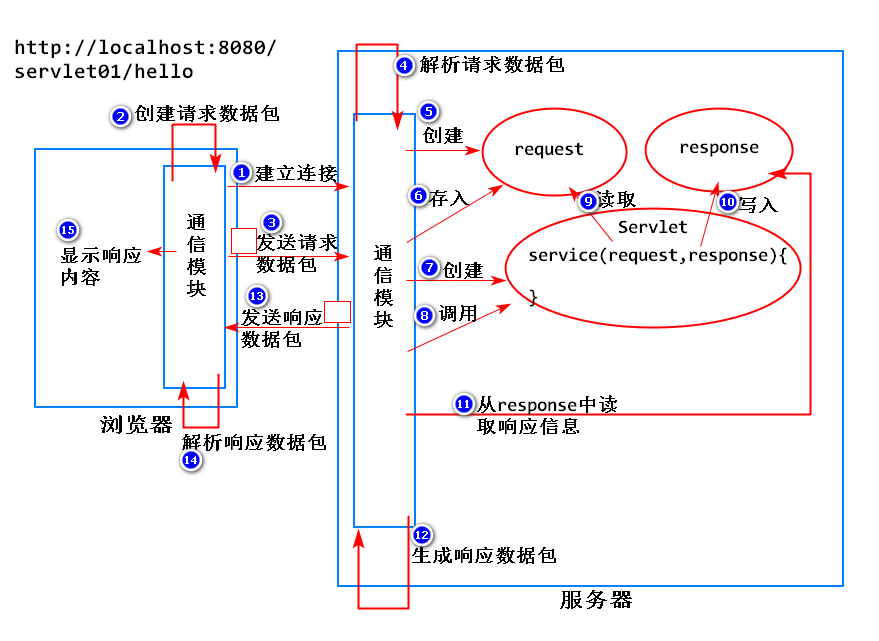 http://localhost:8080/
servlet01/hello
4 解析请求数据包
2 创建请求数据包
5
创建
request
response
1 建立连接
6 存入
9 读取
10 写入
15
显示响应
内容
通信模块
3
发送请求
数据包
通信模块
Servlet
service(request,response){
}
7 创建
13
发送响应
数据包
8 调用
11 从response中读
取响应信息
浏览器
解析响应数据包
14
12
生成响应数据包
服务器